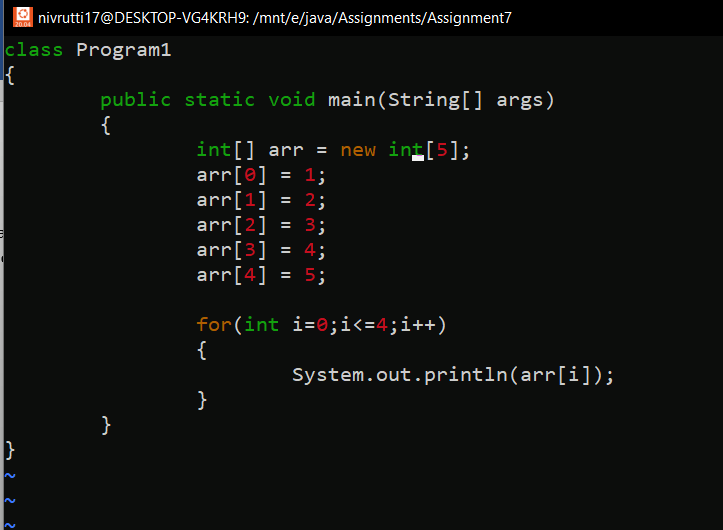 20.04
nivrutti17@DESKTOP-VG4KRH9: /mnt/e/java/Assignments/Assignment7
class Program1
{
        public static void main(String[] args)
        {
                int[] arr = new int[5];
                arr[0] = 1;
                arr[1] = 2;
                arr[2] = 3;
                arr[3] = 4;
                arr[4] = 5;

                for(int i=0;i<=4;i++)
                {
                        System.out.println(arr[i]);
                }
        }
}
~
~
~